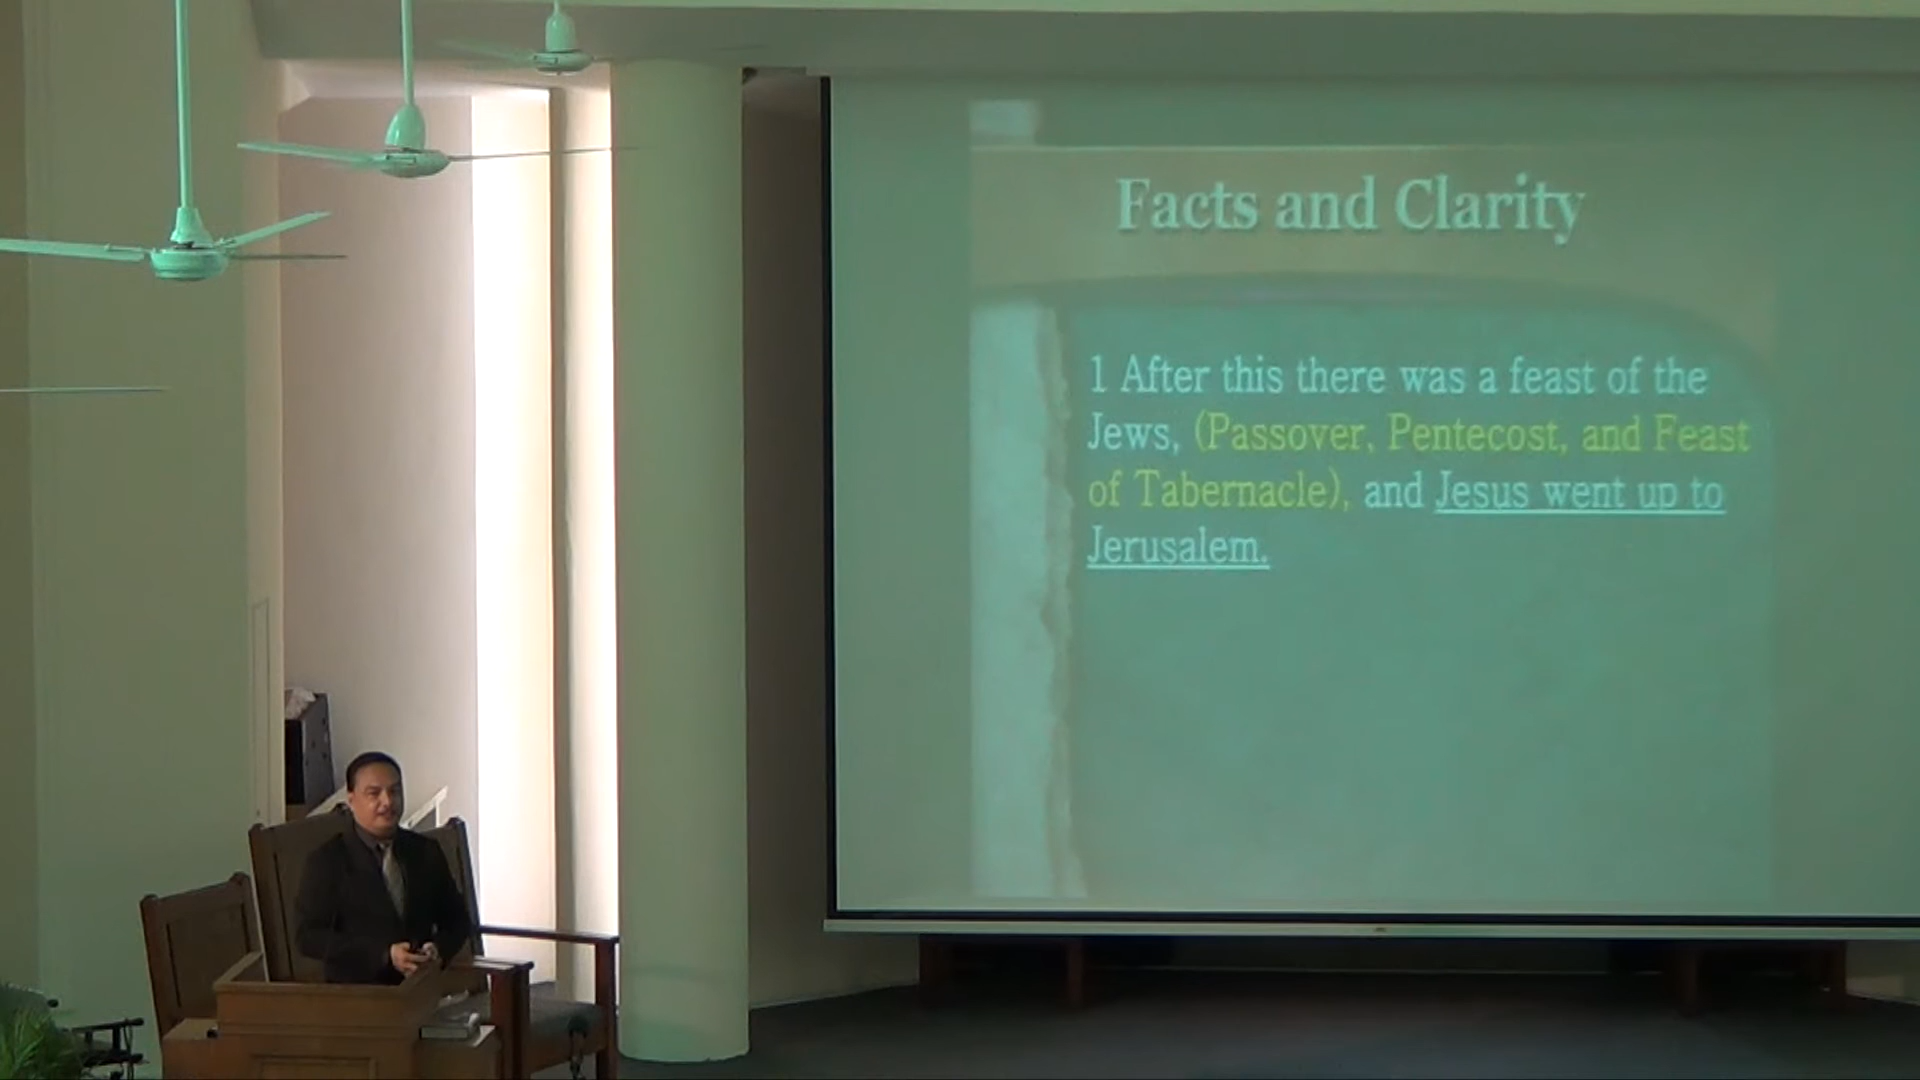 Facts and Clarity
1 After this there was a feast of the
Jews, (Passover, Pentecost, and Feast
of Tabernacle), and Jesus went up to
Jerusalem.